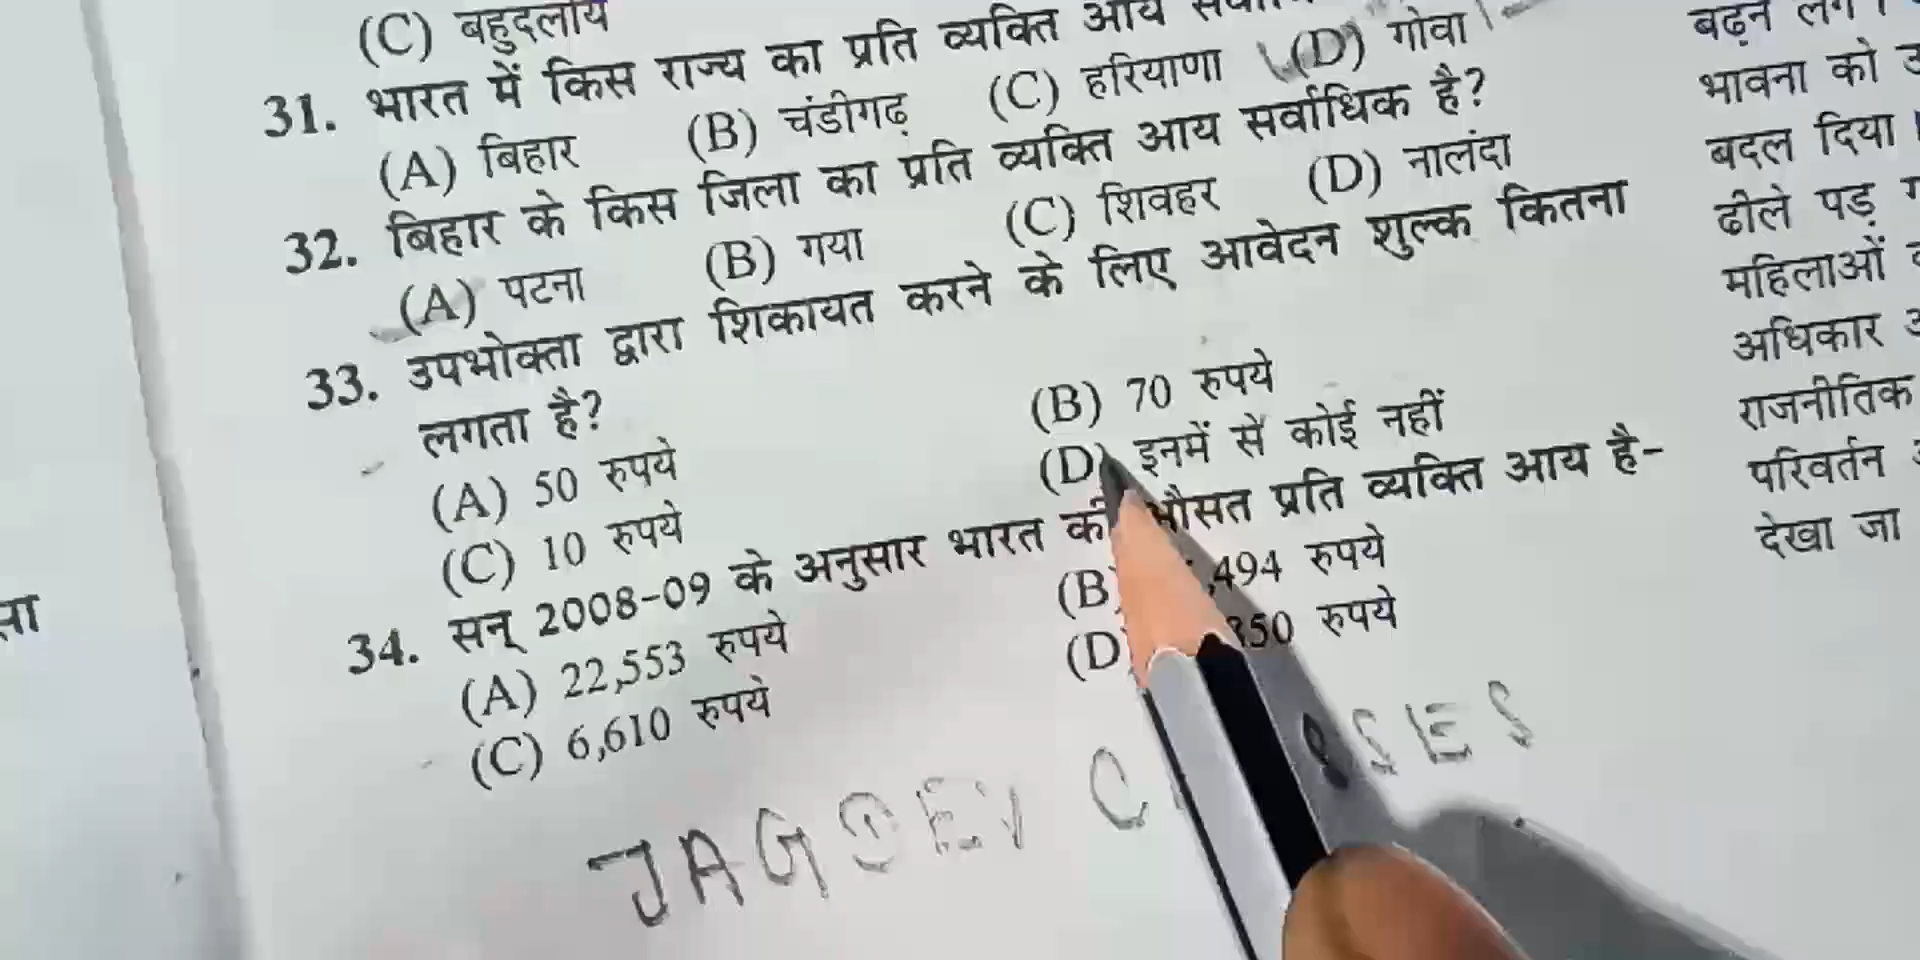 (C) बहुदलीय
31. भारत में किस राज्य का प्रति व्यक्ति आय
(A) बिहार (B) चंडीगढ़ (C) हरियाणा (D) गोवा
32. बिहार के किस जिला का प्रति व्यक्ति आय सर्वाधिक है?
(A) पटना (B) गया (C) शिवहर (D) नालंदा
33. उपभोक्ता द्वारा शिकायत करने के लिए आवेदन शुल्क कितना
लगता है?
(A) 50 रुपये (B) 70 रुपये
(C) 10 रुपये (D) इनमें से कोई नहीं
34. सन् 2008-09 के अनुसार भारत की औसत प्रति व्यक्ति आय है-
(A) 22,553 रुपये (B) ,494 रुपये
(C) 6,610 रुपये (D) 350 रुपये
JAGDEV
बढ़ने लगे।
भावना को
बदल दिया।
ढीले पड़
महिलाओं
अधिकार
राजनीतिक
परिवर्तन
देखा जा